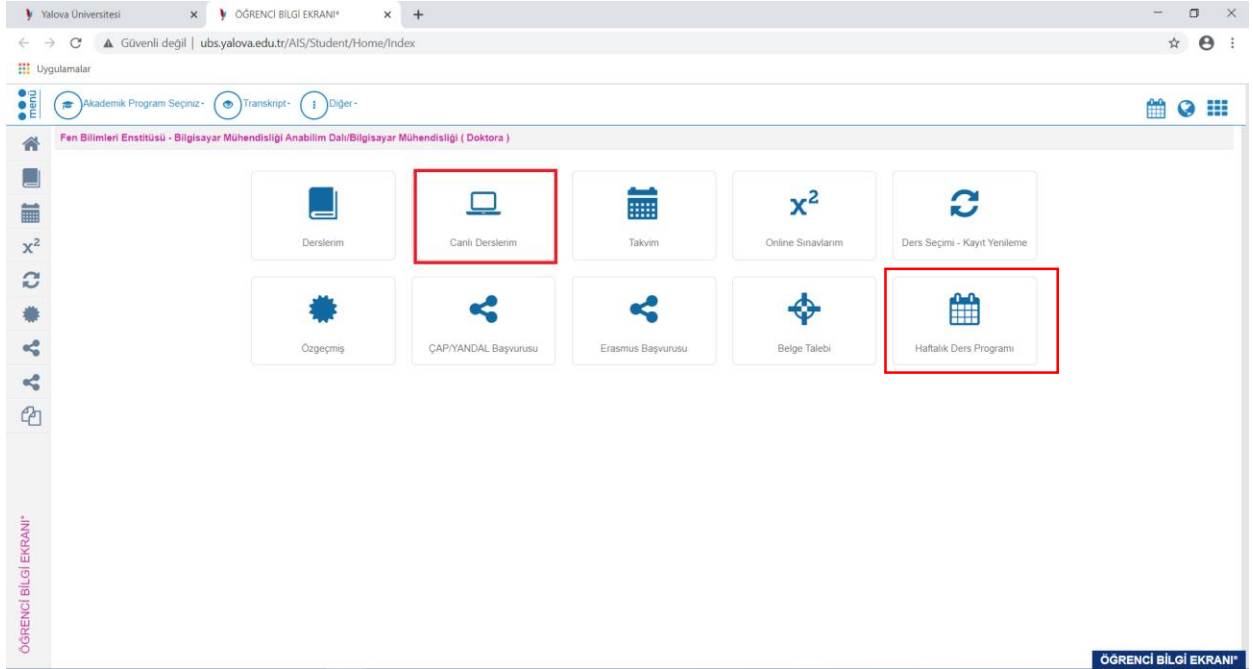 Yalova Üniversitesi
ÖĞRENCİ BİLGİ EKRANI*
Güvenli değil | ubs.yalova.edu.tr/AIS/Student/Home/Index
Uygulamalar
menü
Akademik Program Seçiniz-
Transkript-
Diğer-
Fen Bilimleri Enstitüsü - Bilgisayar Mühendisliği Anabilim Dalı/Bilgisayar Mühendisliği ( Doktora )
x²
x²
Derslerim
Canlı Derslerim
Takvim
Online Sınavlarım
Ders Seçimi - Kayıt Yenileme
Özgeçmiş
ÇAP/YANDAL Başvurusu
Erasmus Başvurusu
Belge Talebi
Haftalık Ders Programı
ÖĞRENCİ BİLGİ EKRANI*
ÖĞRENCİ BİLGİ EKRANI*